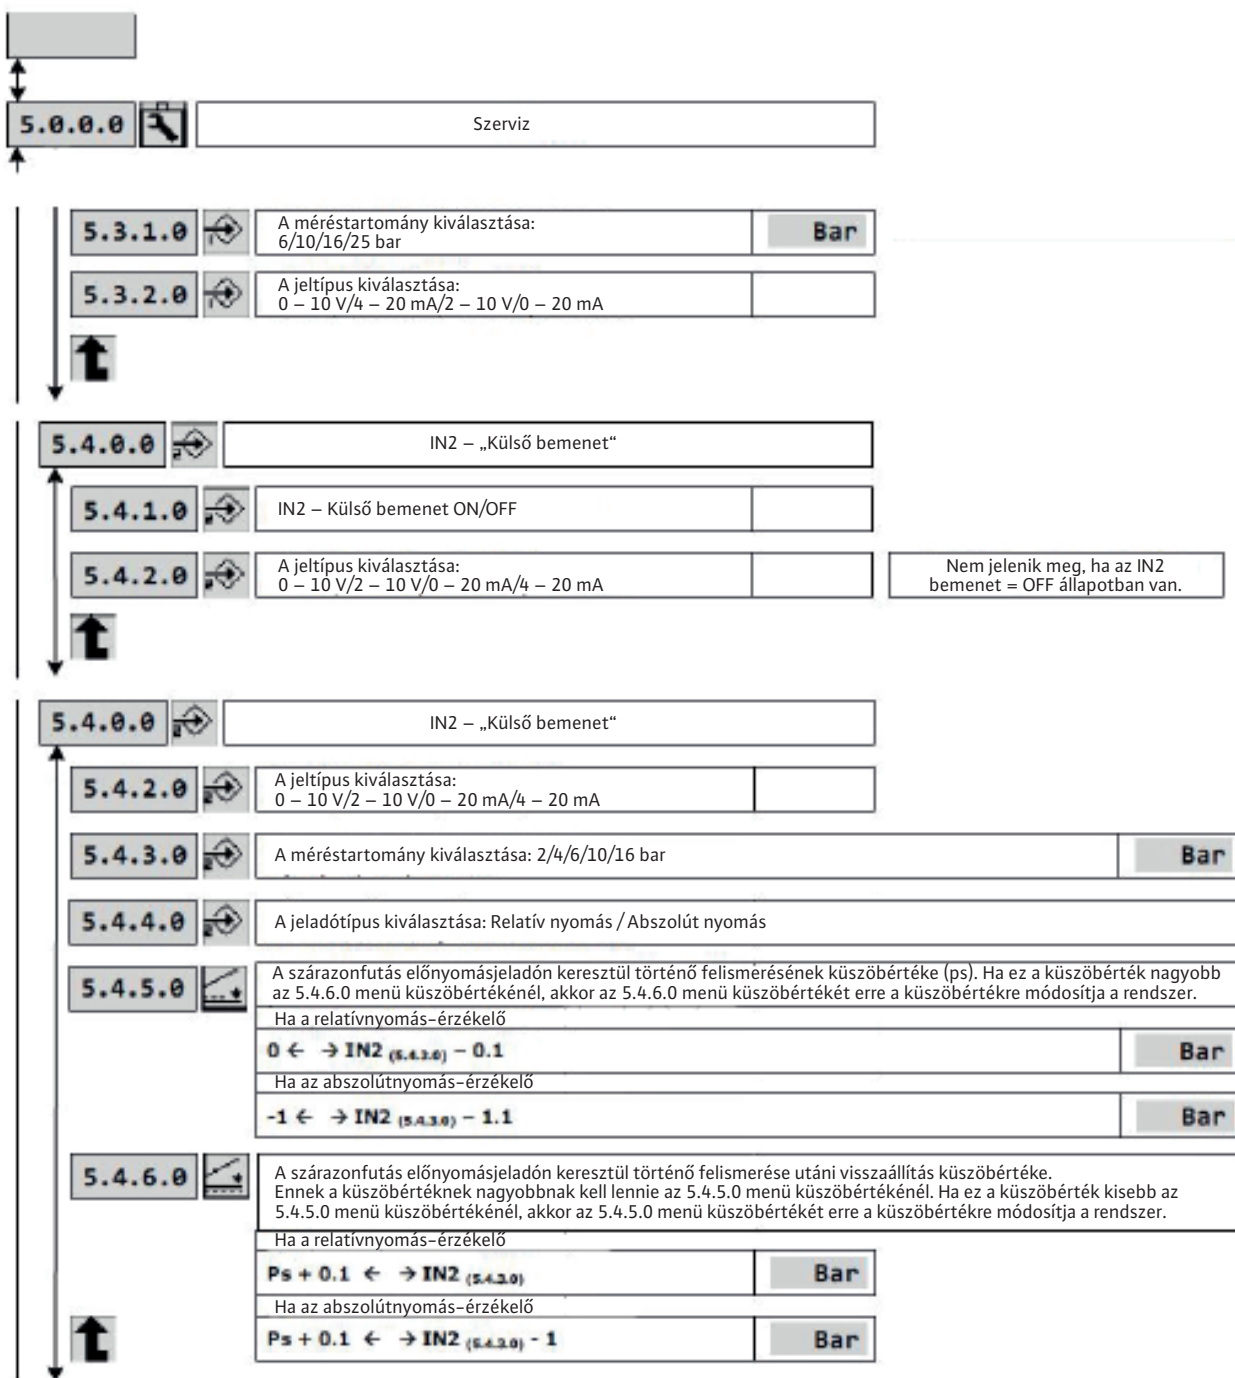 5.0.0.0 Szerviz
5.3.1.0 A méréstartomány kiválasztása:
6/10/16/25 bar
Bar
5.3.2.0 A jeltípus kiválasztása:
0 – 10 V/4 – 20 mA/2 – 10 V/0 – 20 mA
5.4.0.0 IN2 – „Külső bemenet“
5.4.1.0 IN2 – Külső bemenet ON/OFF
5.4.2.0 A jeltípus kiválasztása:
0 – 10 V/2 – 10 V/0 – 20 mA/4 – 20 mA
Nem jelenik meg, ha az IN2
bemenet = OFF állapotban van.
5.4.0.0 IN2 – „Külső bemenet“
5.4.2.0 A jeltípus kiválasztása:
0 – 10 V/2 – 10 V/0 – 20 mA/4 – 20 mA
5.4.3.0 A méréstartomány kiválasztása: 2/4/6/10/16 bar Bar
5.4.4.0 A jeladótípus kiválasztása: Relatív nyomás / Abszolút nyomás
5.4.5.0 A szárazonfutás előnyomásjeladón keresztül történő felismerésének küszöbértéke (ps). Ha ez a küszöbérték nagyobb
az 5.4.6.0 menü küszöbértékénél, akkor az 5.4.6.0 menü küszöbértékét erre a küszöbértékre módosítja a rendszer.
Ha a relatívnyomás-érzékelő
0 ← → IN2 (5.4.3.0) – 0.1 Bar
Ha az abszolútnyomás-érzékelő
-1 ← → IN2 (5.4.3.0) – 1.1 Bar
5.4.6.0 A szárazonfutás előnyomásjeladón keresztül történő felismerése utáni visszaállítás küszöbértéke.
Ennek a küszöbértéknek nagyobbnak kell lennie az 5.4.5.0 menü küszöbértékénél. Ha ez a küszöbérték kisebb az
5.4.5.0 menü küszöbértékénél, akkor az 5.4.5.0 menü küszöbértékét erre a küszöbértékre módosítja a rendszer.
Ha a relatívnyomás-érzékelő
Ps + 0.1 ← → IN2 (5.4.3.0) Bar
Ha az abszolútnyomás-érzékelő
Ps + 0.1 ← → IN2 (5.4.3.0) - 1 Bar